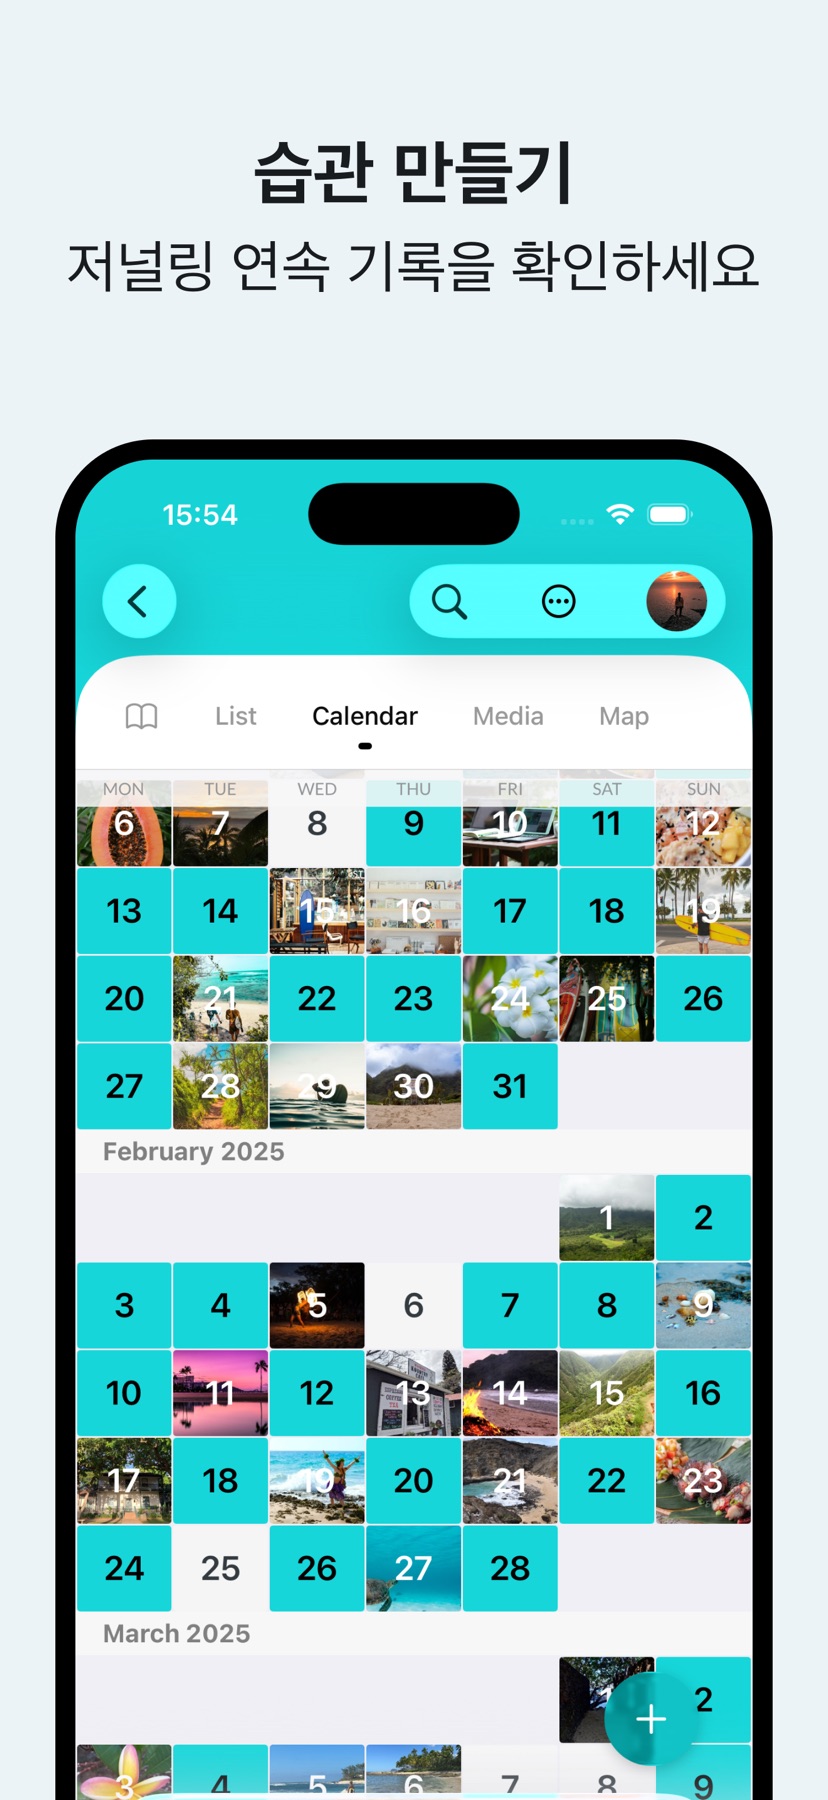 습관 만들기
저널링 연속 기록을 확인하세요
15:54
List Calendar Media Map
MON TUE WED THU FRI SAT SUN
6 7 8 9 10 11 12
13 14 15 16 17 18 19
20 21 22 23 24 25 26
27 28 29 30 31
February 2025
1 2
3 4 5 6 7 8 9
10 11 12 13 14 15 16
17 18 19 20 21 22 23
24 25 26 27 28
March 2025
1 2
3 4 5 6 7 8 9